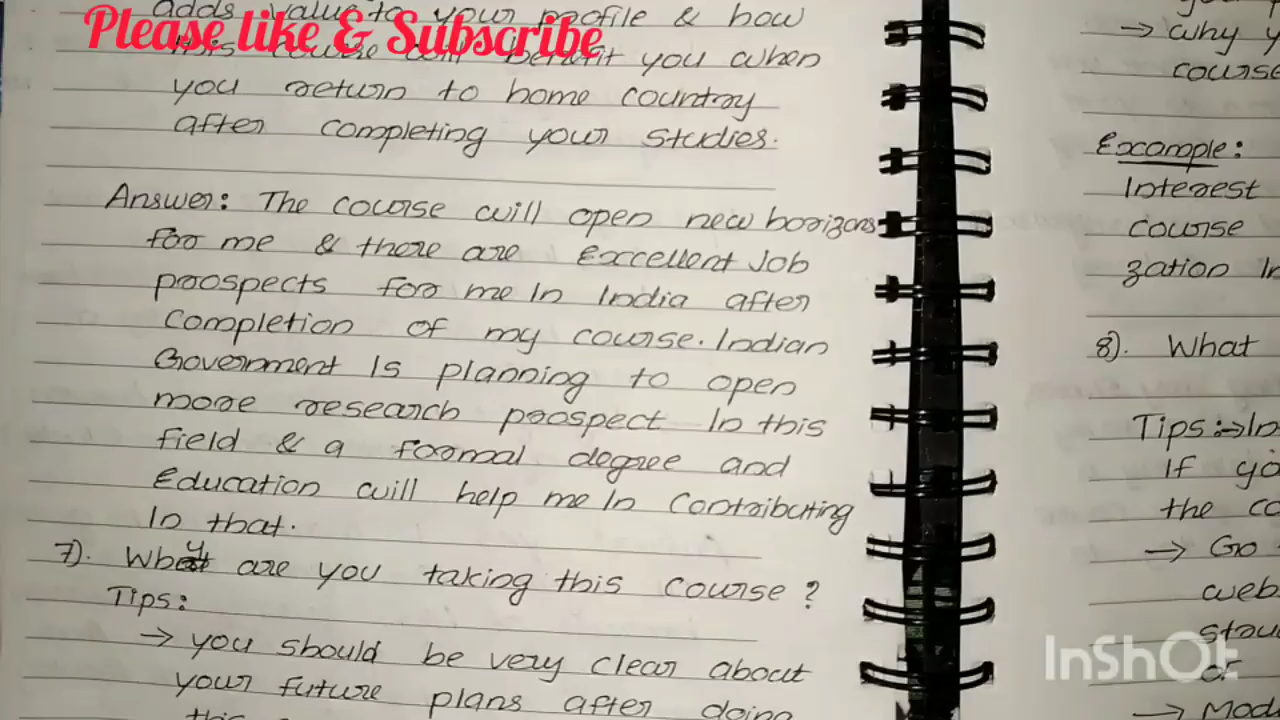 adds value to your profile & how
Please like & Subscribe
this course will benefit you when
you return to home country
after completing your studies.
Answer: The course will open new horizons
for me & there are Excellent Job
prospects for me In India after
completion of my course. Indian
Government Is planning to open
more research prospect In this
field & a formal degree and
Education will help me In Contributing
In that.
7). Why are you taking this course?
Tips:
→ you should be very clear about
your future plans after doing
this
→ why y
course
Example:
Interest
course
zation In
8). What
Tips:→In
If yo
the co
→ Go
web
stou
or
→ Mod
InShOt